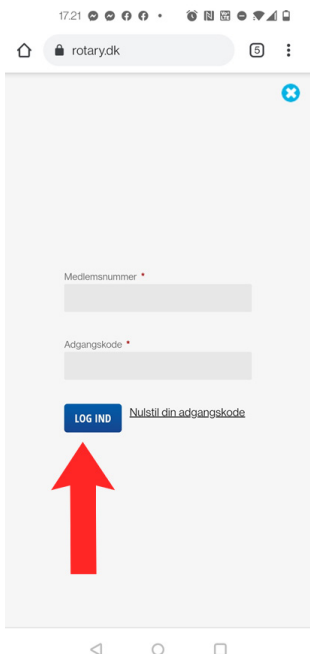 17.21
rotary.dk
5
Medlemsnummer *
Adgangskode *
LOG IND
Nulstil din adgangskode